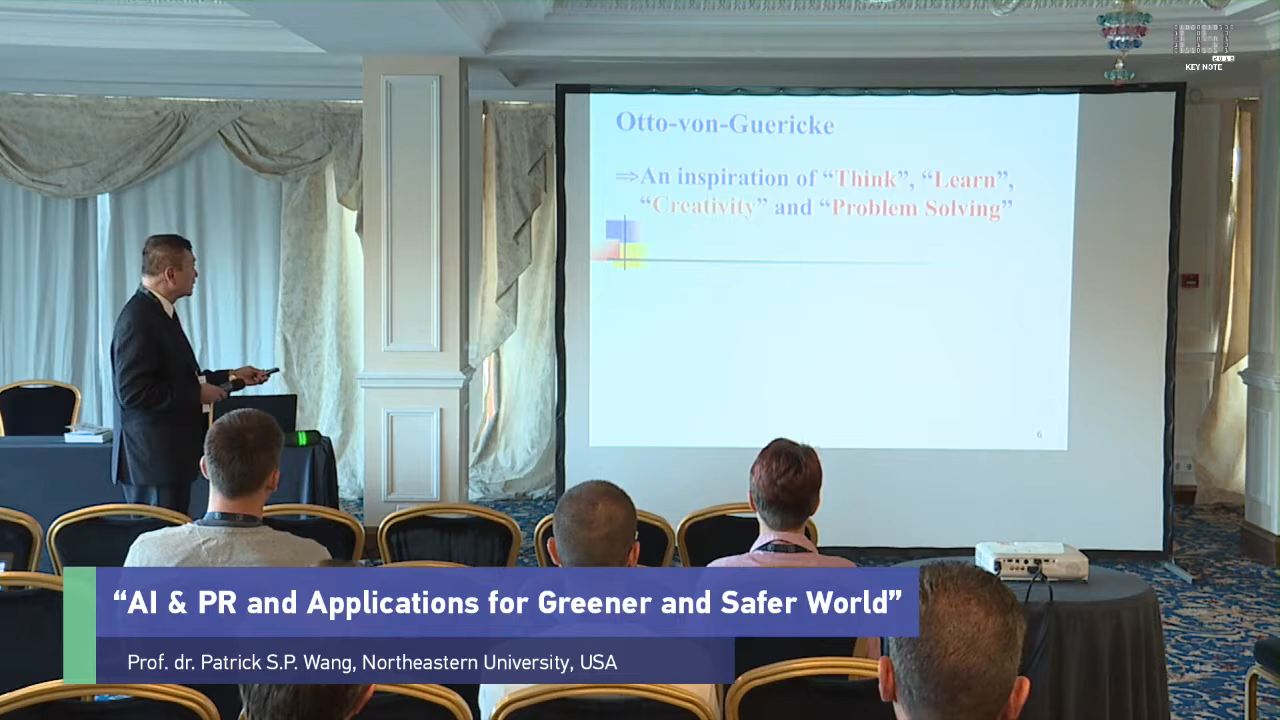 KEY NOTE
Otto-von-Guericke
⇒An inspiration of “Think”, “Learn”,
“Creativity” and “Problem Solving”
6
“AI & PR and Applications for Greener and Safer World”
Prof. dr. Patrick S.P. Wang, Northeastern University, USA